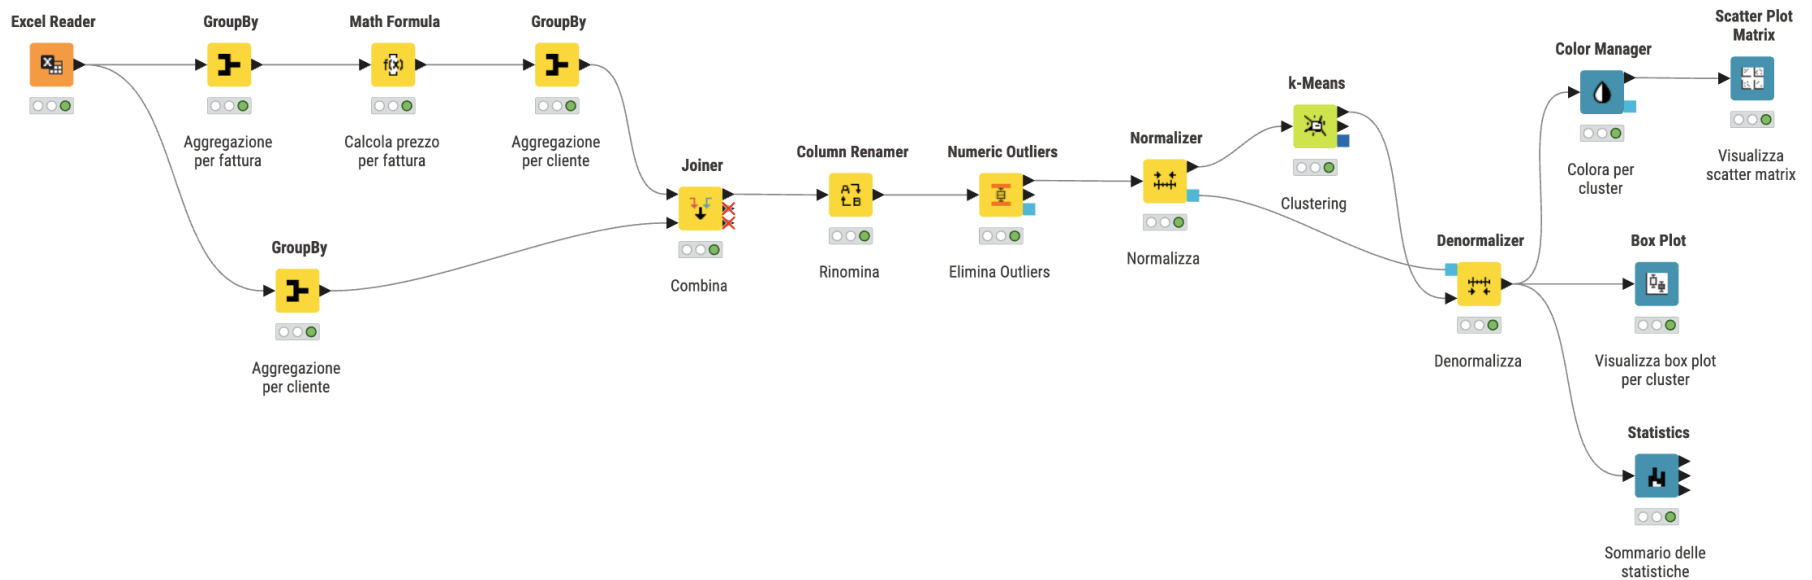 Excel Reader
GroupBy
Aggregazione
per fattura
Math Formula
f(x)
Calcola prezzo
per fattura
GroupBy
Aggregazione
per cliente
GroupBy
Aggregazione
per cliente
Joiner
Combina
Column Renamer
A
B
Rinomina
Numeric Outliers
Elimina Outliers
Normalizer
Normalizza
k-Means
Clustering
Denormalizer
Denormalizza
Color Manager
Colora per
cluster
Scatter Plot
Matrix
Visualizza
scatter matrix
Box Plot
Visualizza box plot
per cluster
Statistics
Sommario delle
statistiche